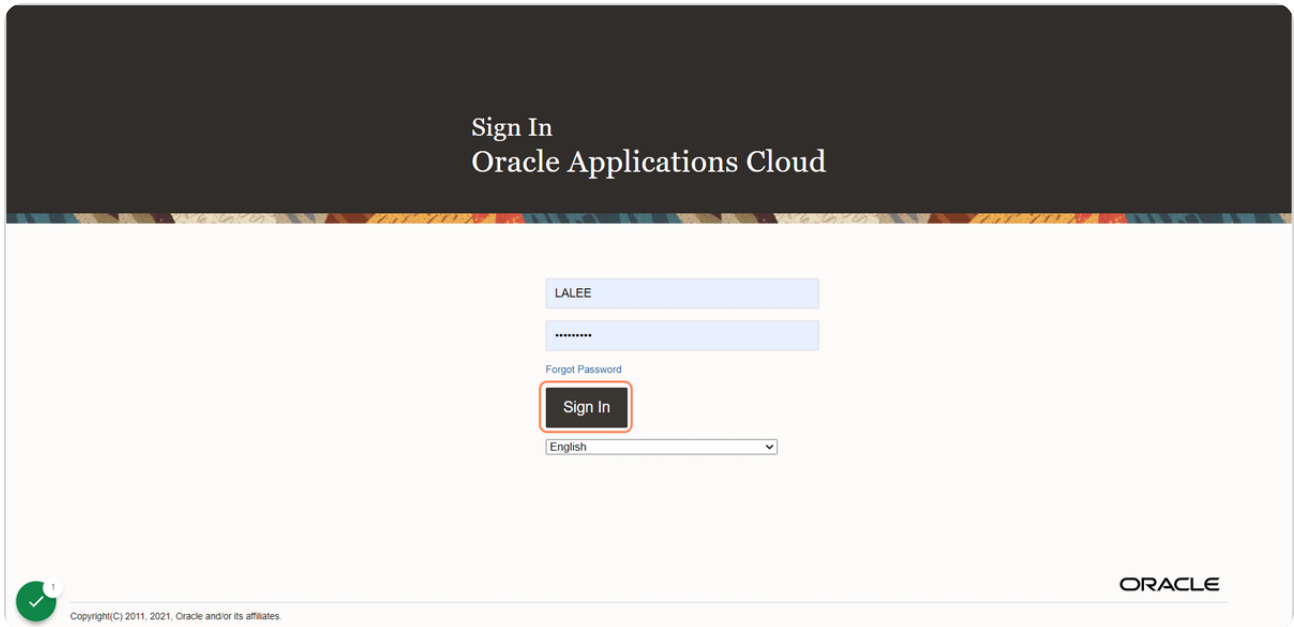 Sign In
Oracle Applications Cloud
LALEE
•••••••••
Forgot Password
Sign In
English
ORACLE
1
Copyright(C) 2011, 2021, Oracle and/or its affiliates.